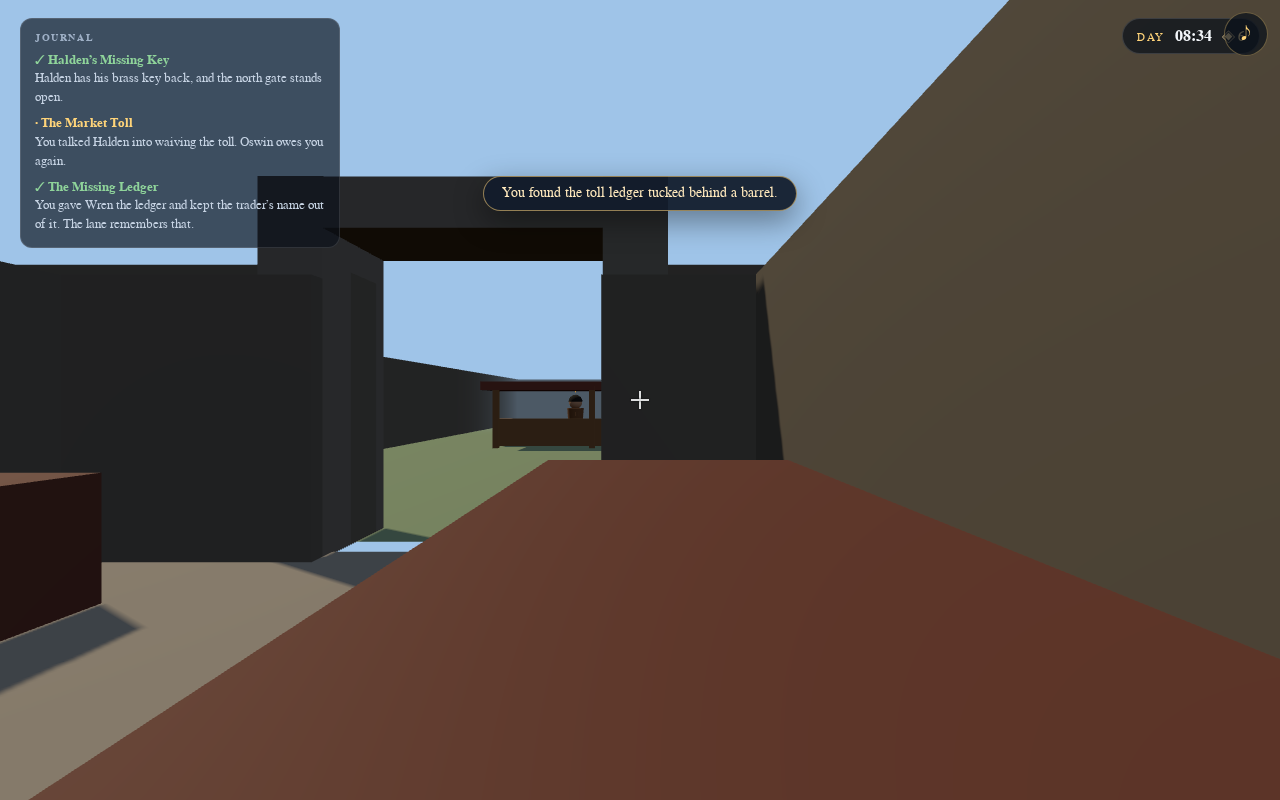 JOURNAL
✓ Halden's Missing Key
Halden has his brass key back, and the north gate stands
open.
· The Market Toll
You talked Halden into waiving the toll. Oswin owes you
again.
✓ The Missing Ledger
You gave Wren the ledger and kept the trader's name out
of it. The lane remembers that.
You found the toll ledger tucked behind a barrel.
DAY 08:34